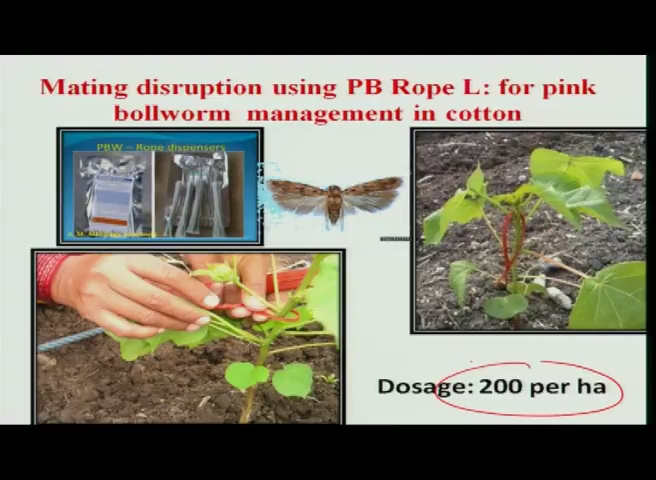 Mating disruption using PB Rope L: for pink
bollworm management in cotton
PBW – Rope dispensers
Dosage: 200 per ha